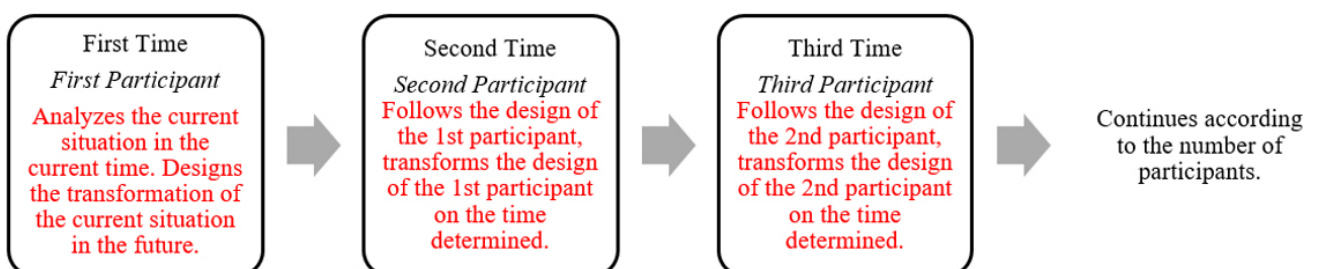 First Time
First Participant
Analyzes the current
situation in the
current time. Designs
the transformation of
the current situation
in the future.
Second Time
Second Participant
Follows the design of
the 1st participant,
transforms the design
of the 1st participant
on the time
determined.
Third Time
Third Participant
Follows the design of
the 2nd participant,
transforms the design
of the 2nd participant
on the time
determined.
Continues according
to the number of
participants.